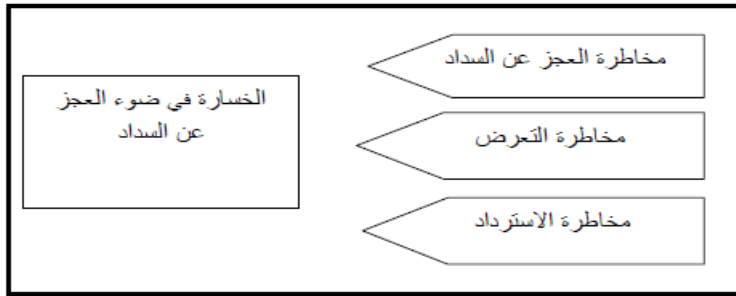 مخاطرة العجز عن السداد
مخاطرة التعرض
مخاطرة الاسترداد
الخسارة في ضوء العجز
عن السداد